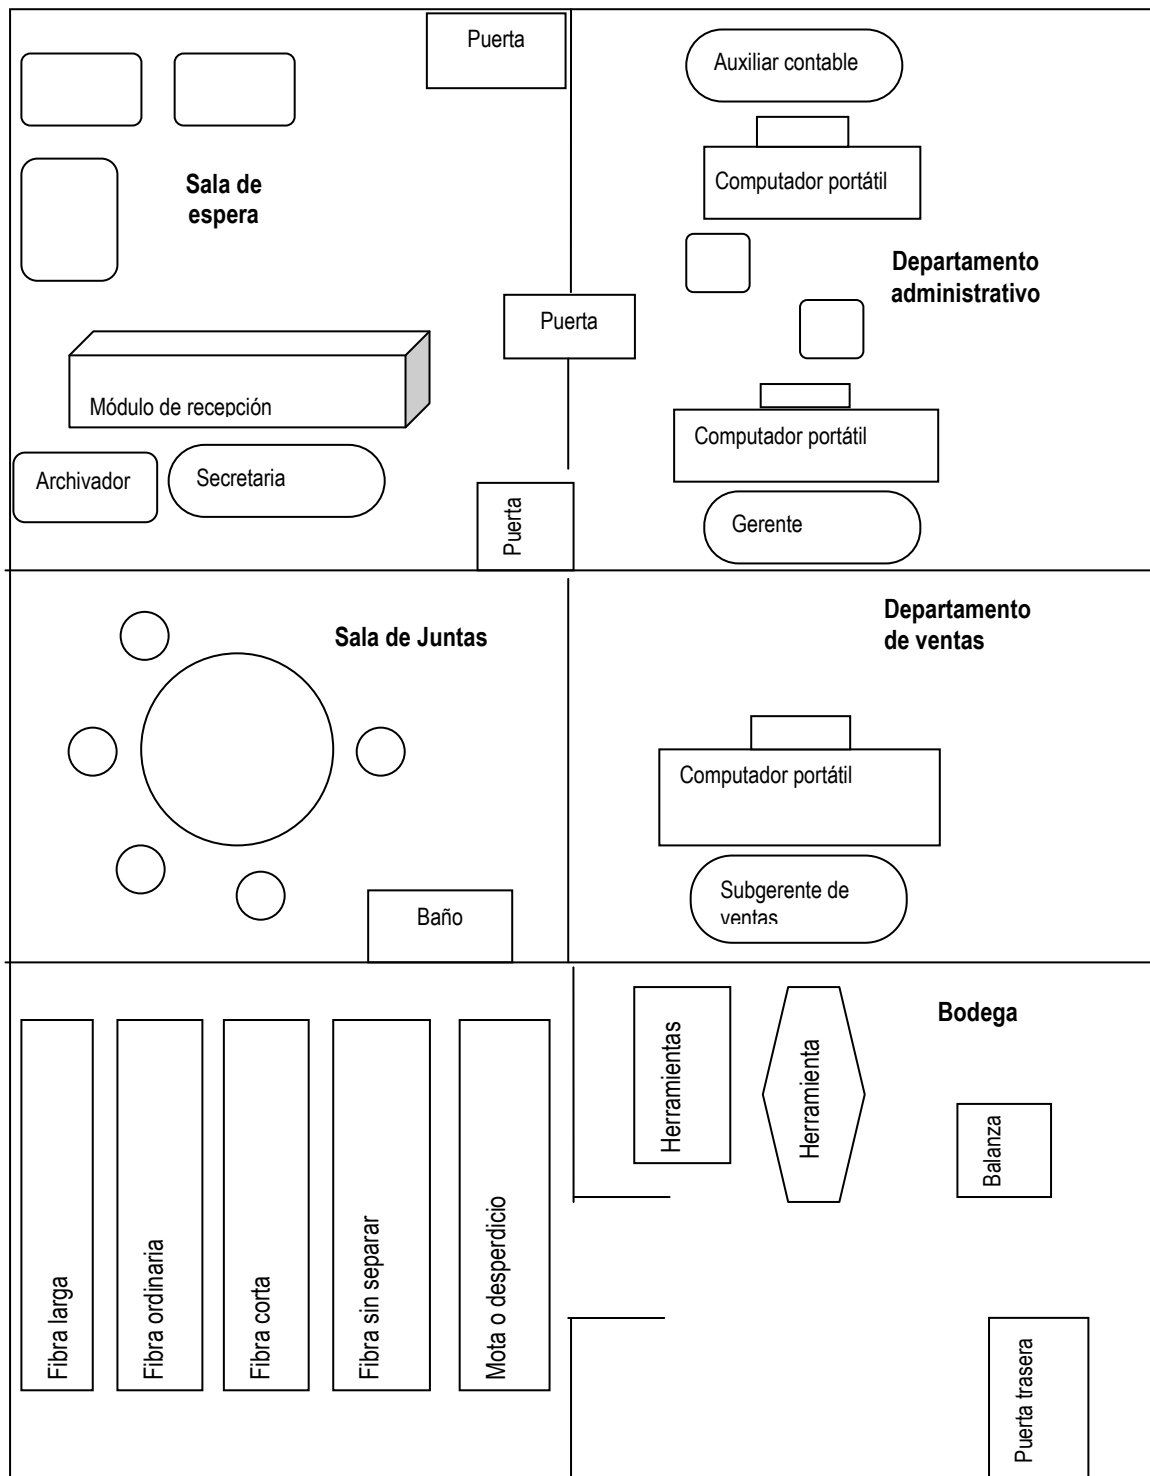 Puerta
Auxiliar contable
Computador portátil
Sala de
espera
Departamento
administrativo
Puerta
Módulo de recepción
Computador portátil
Archivador
Secretaria
Puerta
Gerente
Sala de Juntas
Departamento
de ventas
Computador portátil
Subgerente de
ventas
Baño
Bodega
Herramientas
Herramienta
Balanza
Fibra larga
Fibra ordinaria
Fibra corta
Fibra sin separar
Mota o desperdicio
Puerta trasera